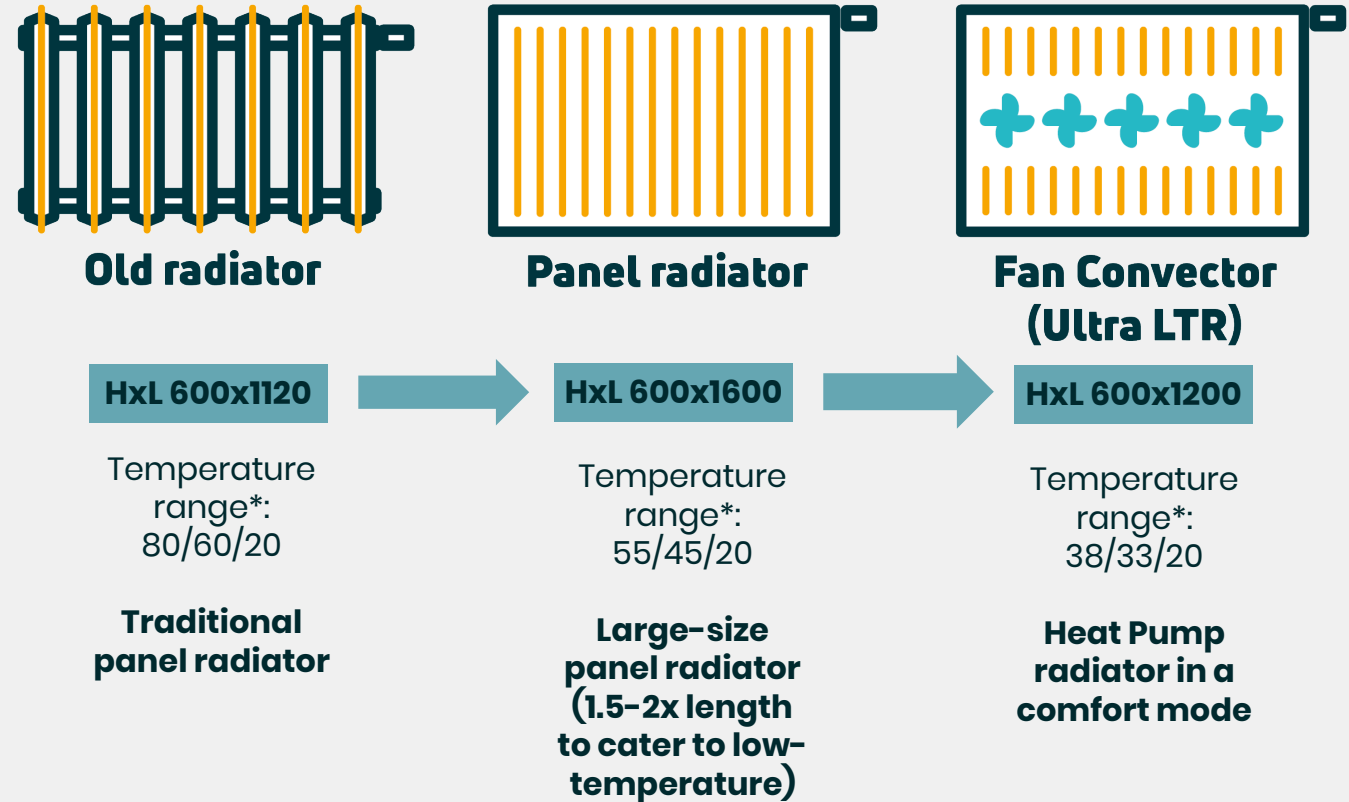 Old radiator
HxL 600x1120
Temperature
range*:
80/60/20
Traditional
panel radiator
Panel radiator
HxL 600x1600
Temperature
range*:
55/45/20
Large-size
panel radiator
(1.5-2x length
to cater to low-
temperature)
Fan Convector
(Ultra LTR)
HxL 600x1200
Temperature
range*:
38/33/20
Heat Pump
radiator in a
comfort mode